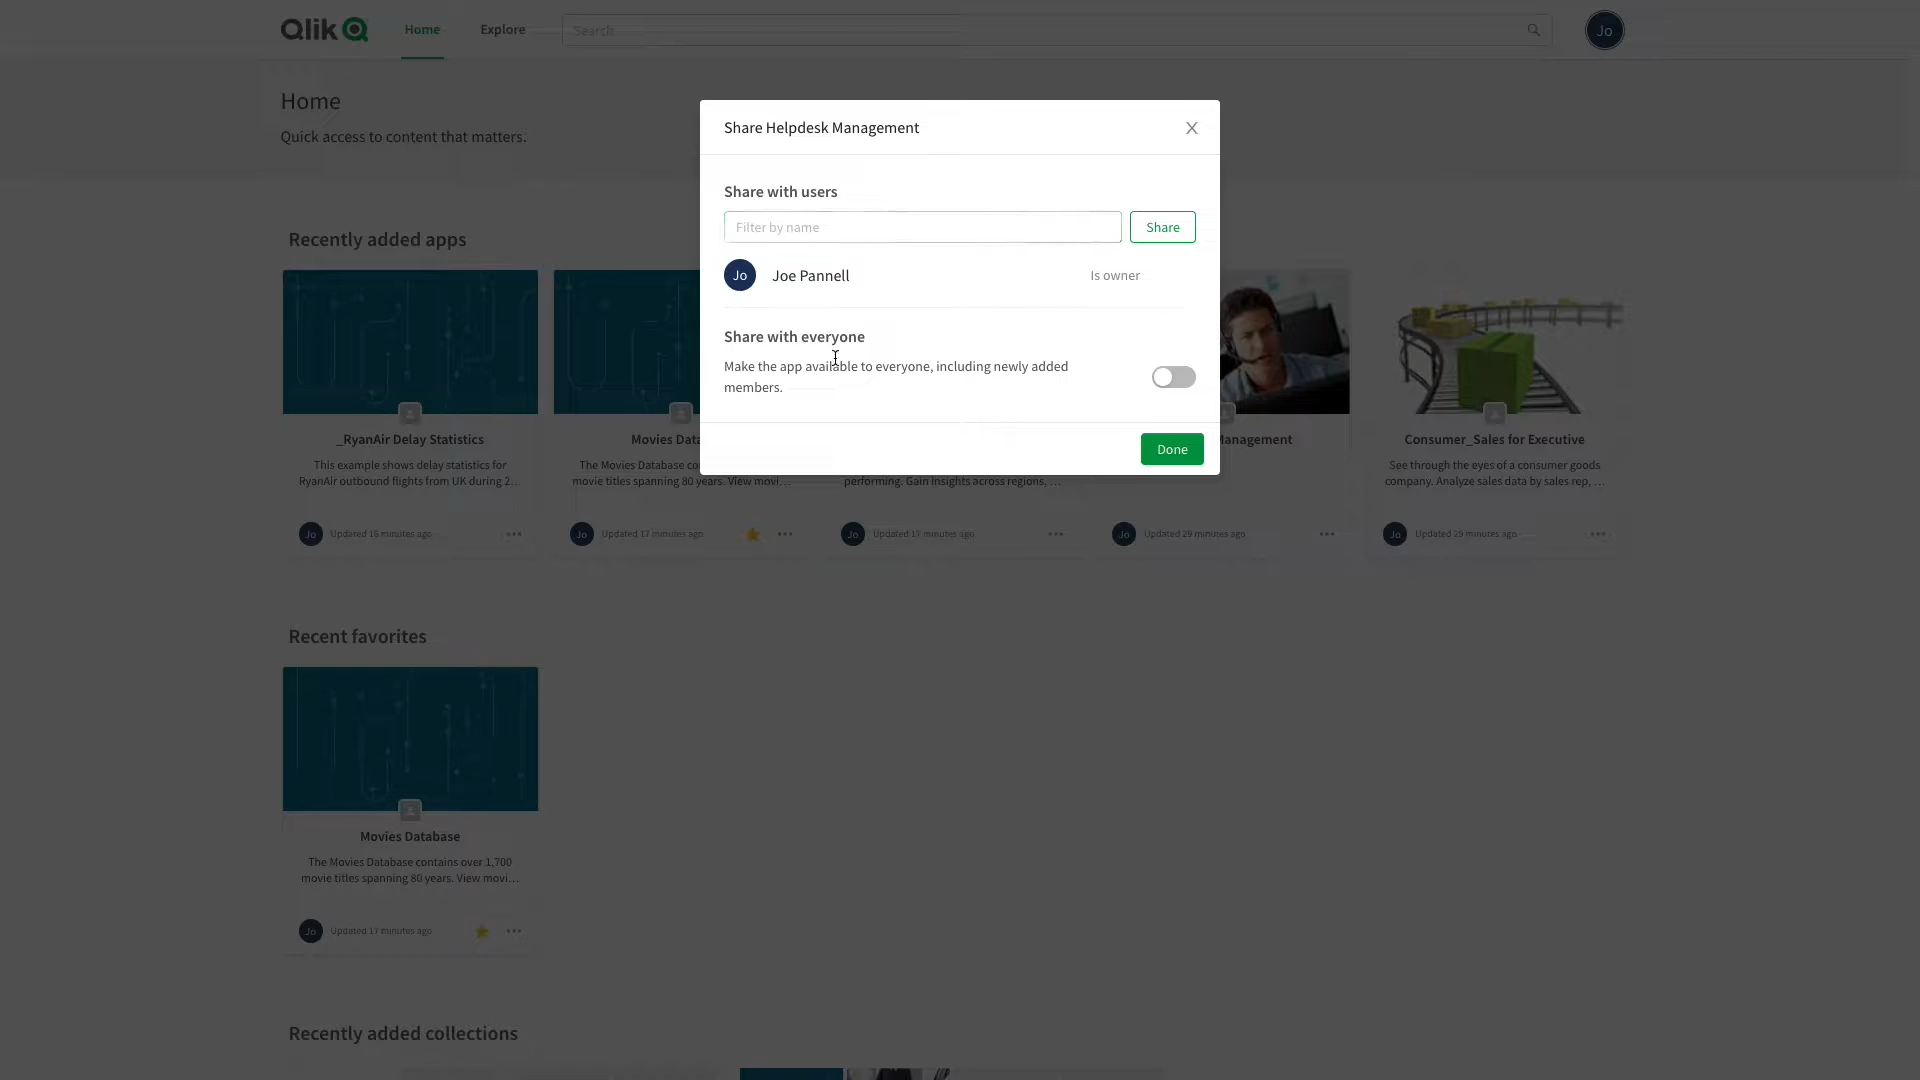 Qlik
Home
Explore
Search
Jo
Home
Quick access to content that matters.
Share Helpdesk Management
X
Share with users
Filter by name
Share
Jo
Joe Pannell
Is owner
Share with everyone
Make the app available to everyone, including newly added
members.
Done
Recently added apps
_RyanAir Delay Statistics
This example shows delay statistics for
RyanAir outbound flights from UK during 2...
Jo
Updated 16 minutes ago
Movies Data
The Movies Database co
movie titles spanning 80 years. View movi...
Jo
Updated 17 minutes ago
performing. Gain insights across regions, ...
Jo
Updated 17 minutes ago
Management
Jo
Updated 29 minutes ago
Consumer_Sales for Executive
See through the eyes of a consumer goods
company. Analyze sales data by sales rep, ...
Jo
Updated 29 minutes ago
Recent favorites
Movies Database
The Movies Database contains over 1,700
movie titles spanning 80 years. View movi...
Jo
Updated 17 minutes ago
Recently added collections